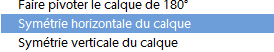 Faire pivoter le calque de 180°
Symétrie horizontale du calque
Symétrie verticale du calque